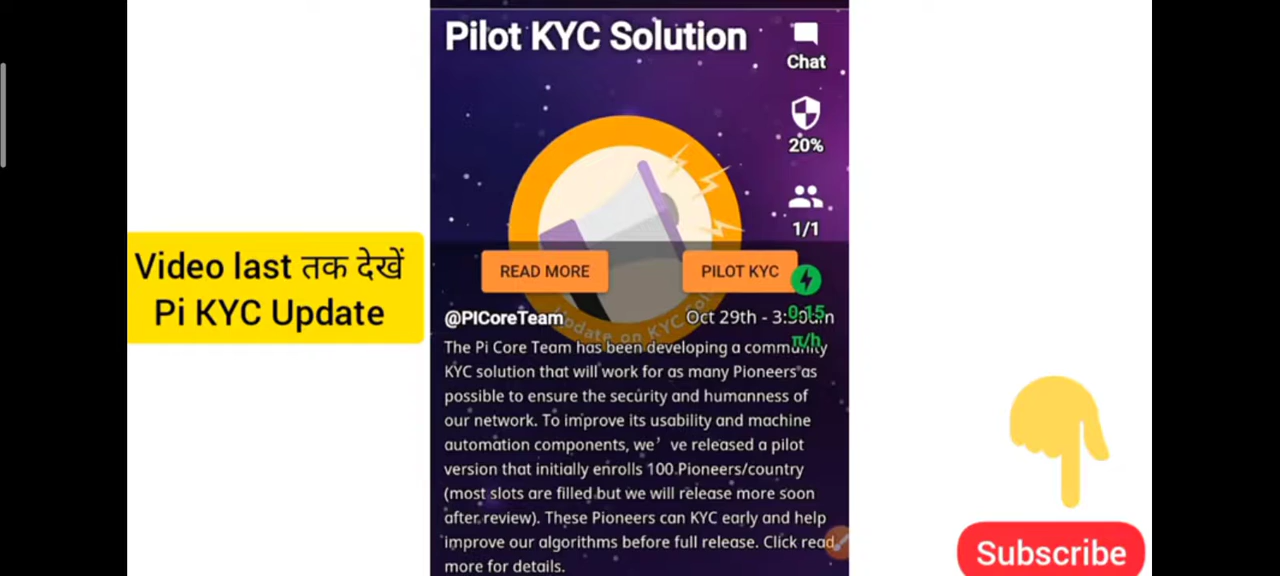 Pilot KYC Solution
Chat
20%
1/1
Video last तक देखें
Pi KYC Update
READ MORE
PILOT KYC
0.15
π/h
@PICoreTeam
Oct 29th - 3:30am
Update on KYC
The Pi Core Team has been developing a community
KYC solution that will work for as many Pioneers as
possible to ensure the security and humanness of
our network. To improve its usability and machine
automation components, we’ve released a pilot
version that initially enrolls 100 Pioneers/country
(most slots are filled but we will release more soon
after review). These Pioneers can KYC early and help
improve our algorithms before full release. Click read
more for details.
Subscribe